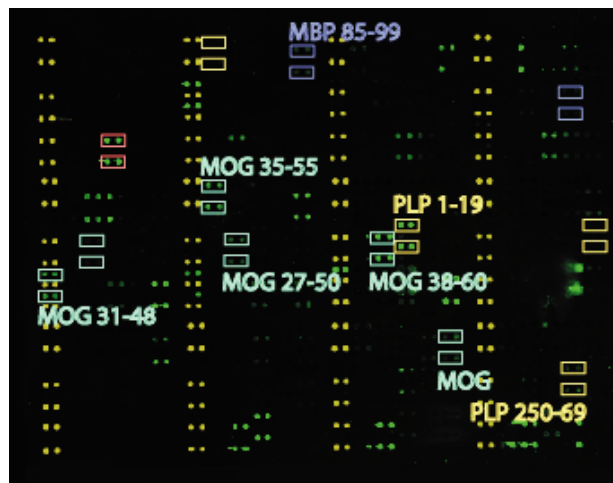 MBP 85-99
MOG 35-55
PLP 1-19
MOG 27-50
MOG 38-60
MOG 31-48
MOG
PLP 250-69